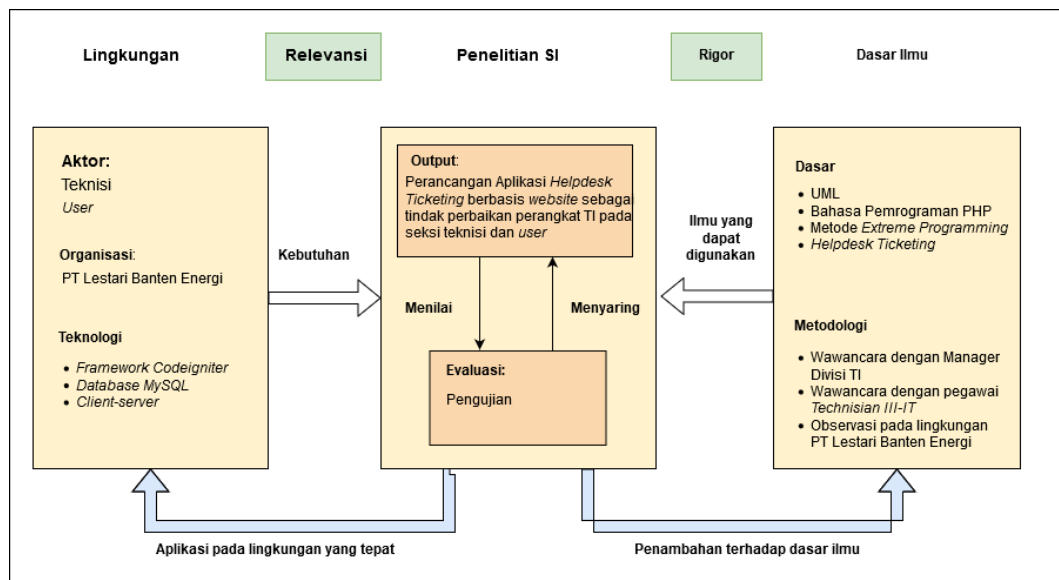 Lingkungan
Relevansi
Penelitian SI
Rigor
Dasar Ilmu
Aktor:
Teknisi
User
Organisasi:
PT Lestari Banten Energi
Teknologi
Framework Codeigniter
Database MySQL
Client-server
Kebutuhan
Output:
Perancangan Aplikasi Helpdesk
Ticketing berbasis website sebagai
tindak perbaikan perangkat TI pada
seksi teknisi dan user
Menilai
Menyaring
Evaluasi:
Pengujian
Ilmu yang
dapat
digunakan
Dasar
UML
Bahasa Pemrograman PHP
Metode Extreme Programming
Helpdesk Ticketing
Metodologi
Wawancara dengan Manager
Divisi TI
Wawancara dengan pegawai
Technisian III-IT
Observasi pada lingkungan
PT Lestari Banten Energi
Aplikasi pada lingkungan yang tepat
Penambahan terhadap dasar ilmu